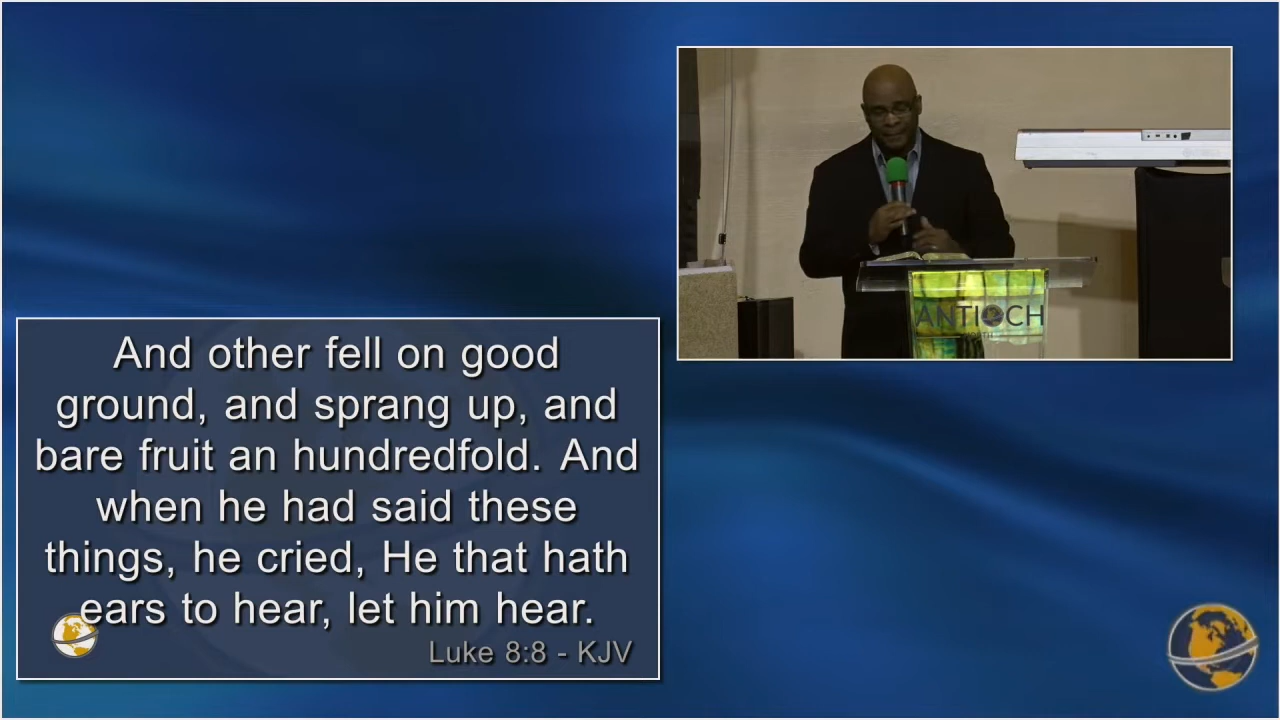 And other fell on good
ground, and sprang up, and
bare fruit an hundredfold. And
when he had said these
things, he cried, He that hath
ears to hear, let him hear.
Luke 8:8 - KJV
ANTIOCH